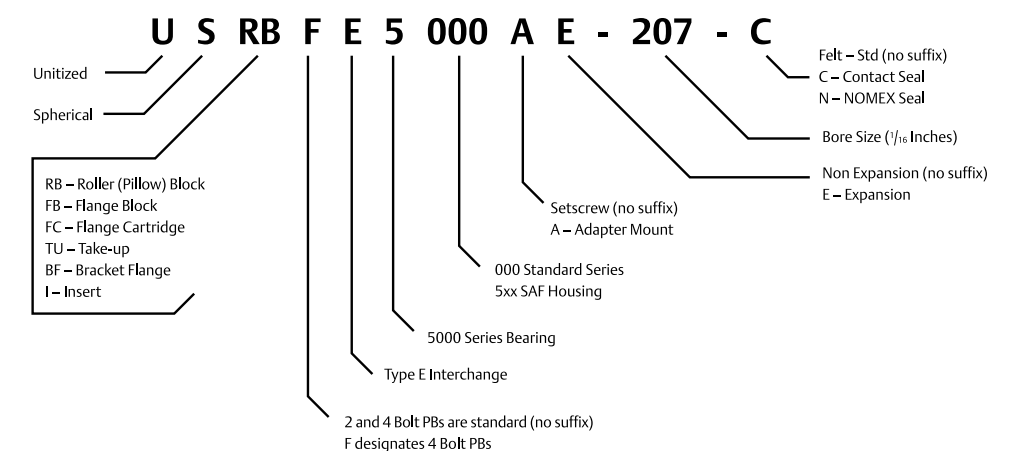 U S RB F E 5 000 A E - 207 - C
Unitized
Spherical
RB – Roller (Pillow) Block
FB – Flange Block
FC – Flange Cartridge
TU – Take-up
BF – Bracket Flange
I – Insert
2 and 4 Bolt PBs are standard (no suffix)
F designates 4 Bolt PBs
Type E Interchange
5000 Series Bearing
000 Standard Series
5xx SAF Housing
Setscrew (no suffix)
A – Adapter Mount
Non Expansion (no suffix)
E – Expansion
Bore Size (1/16 Inches)
Felt – Std (no suffix)
C – Contact Seal
N – NOMEX Seal